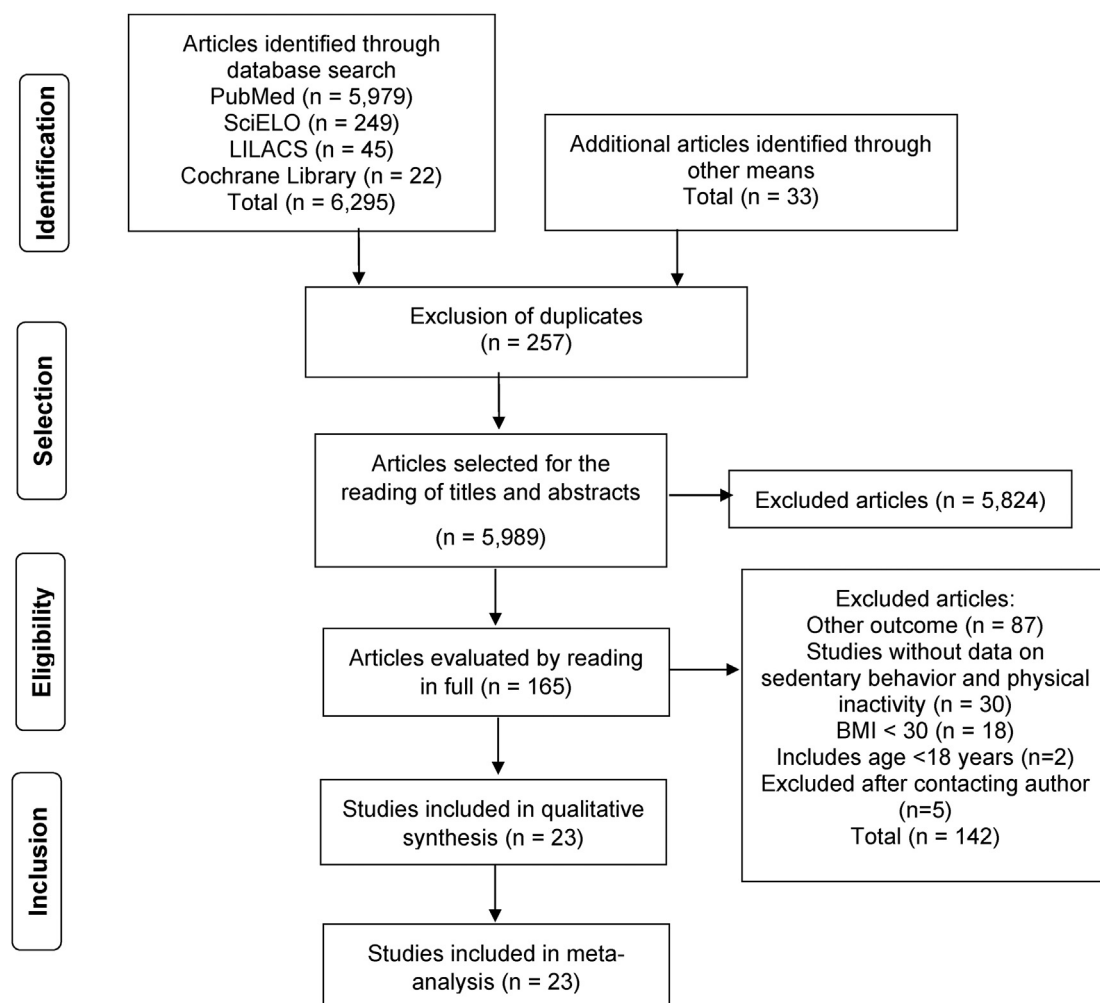 Identification
Articles identified through
database search
PubMed (n = 5,979)
SciELO (n = 249)
LILACS (n = 45)
Cochrane Library (n = 22)
Total (n = 6,295)
Additional articles identified through
other means
Total (n = 33)
Selection
Exclusion of duplicates
(n = 257)
Articles selected for the
reading of titles and abstracts
(n = 5,989)
Excluded articles (n = 5,824)
Eligibility
Articles evaluated by reading
in full (n = 165)
Excluded articles:
Other outcome (n = 87)
Studies without data on
sedentary behavior and physical
inactivity (n = 30)
BMI < 30 (n = 18)
Includes age <18 years (n=2)
Excluded after contacting author
(n=5)
Total (n = 142)
Inclusion
Studies included in qualitative
synthesis (n = 23)
Studies included in meta-
analysis (n = 23)